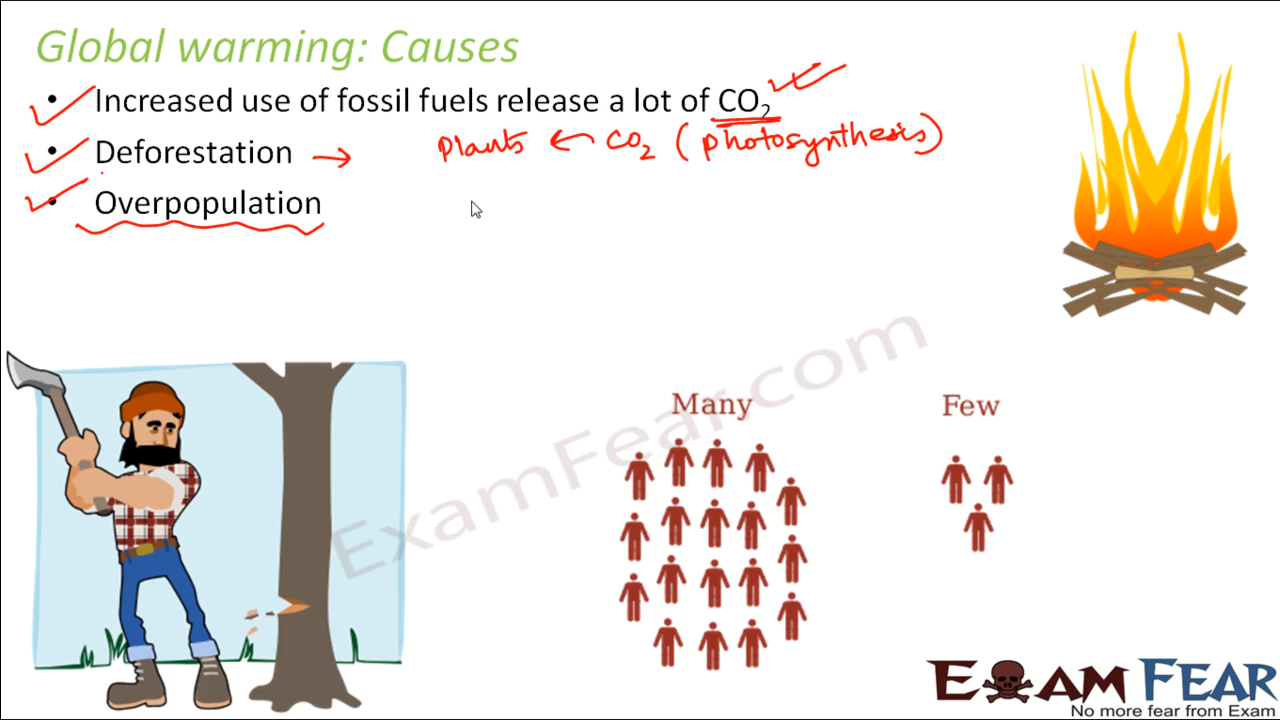 Global warming: Causes
• Increased use of fossil fuels release a lot of CO₂
• Deforestation → Plants ← CO₂ (photosynthesis)
• Overpopulation
ExamFear.com
Many
Few
EXAM FEAR
No more fear from Exam